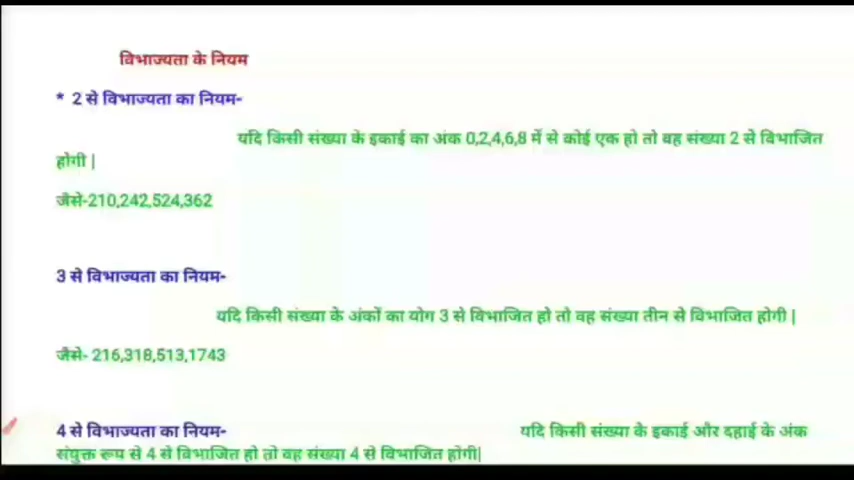 विभाज्यता के नियम
* 2 से विभाज्यता का नियम-
यदि किसी संख्या के इकाई का अंक 0,2,4,6,8 में से कोई एक हो तो वह संख्या 2 से विभाजित
होगी |
जैसे-210,242,524,362
3 से विभाज्यता का नियम-
यदि किसी संख्या के अंकों का योग 3 से विभाजित हो तो वह संख्या तीन से विभाजित होगी |
जैसे- 216,318,513,1743
4 से विभाज्यता का नियम- यदि किसी संख्या के इकाई और दहाई के अंक
संयुक्त रूप से 4 से विभाजित हो तो वह संख्या 4 से विभाजित होगी|